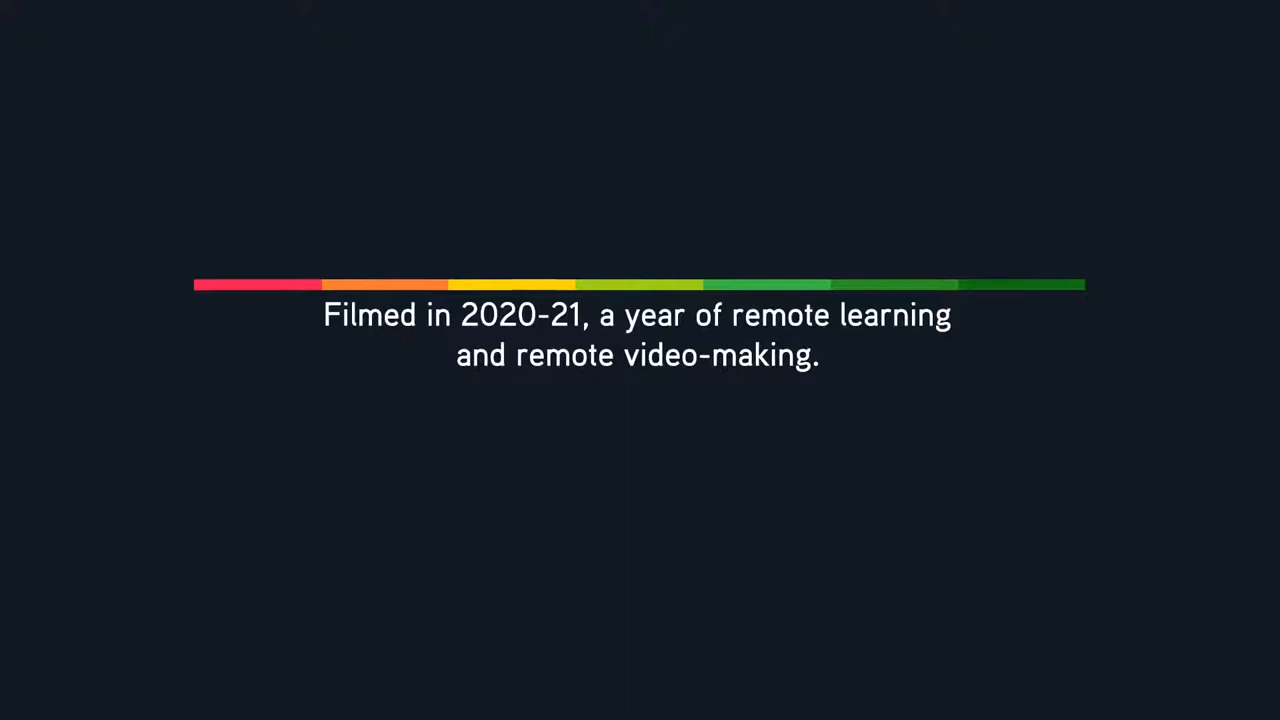 Filmed in 2020-21, a year of remote learning
and remote video-making.